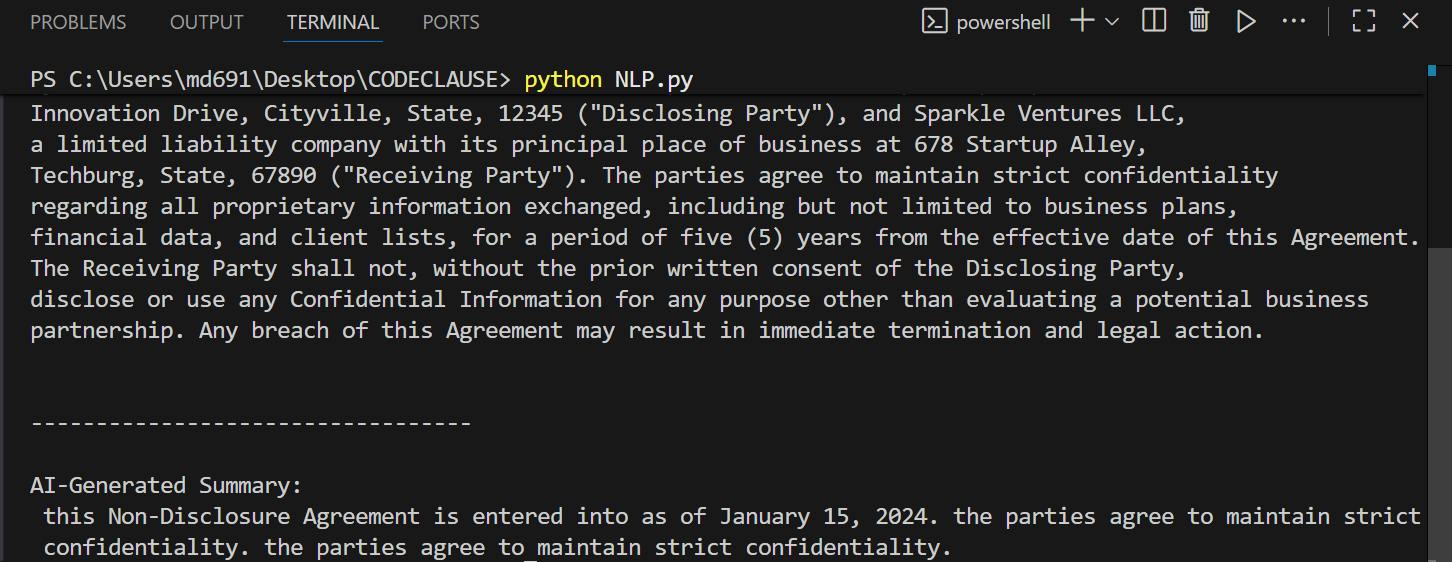 PROBLEMS OUTPUT TERMINAL PORTS powershell
PS C:\Users\md691\Desktop\CODECLAUSE> python NLP.py
Innovation Drive, Cityville, State, 12345 ("Disclosing Party"), and Sparkle Ventures LLC,
a limited liability company with its principal place of business at 678 Startup Alley,
Techburg, State, 67890 ("Receiving Party"). The parties agree to maintain strict confidentiality
regarding all proprietary information exchanged, including but not limited to business plans,
financial data, and client lists, for a period of five (5) years from the effective date of this Agreement.
The Receiving Party shall not, without the prior written consent of the Disclosing Party,
disclose or use any Confidential Information for any purpose other than evaluating a potential business
partnership. Any breach of this Agreement may result in immediate termination and legal action.
----------------------------------
AI-Generated Summary:
this Non-Disclosure Agreement is entered into as of January 15, 2024. the parties agree to maintain strict
confidentiality. the parties agree to maintain strict confidentiality.